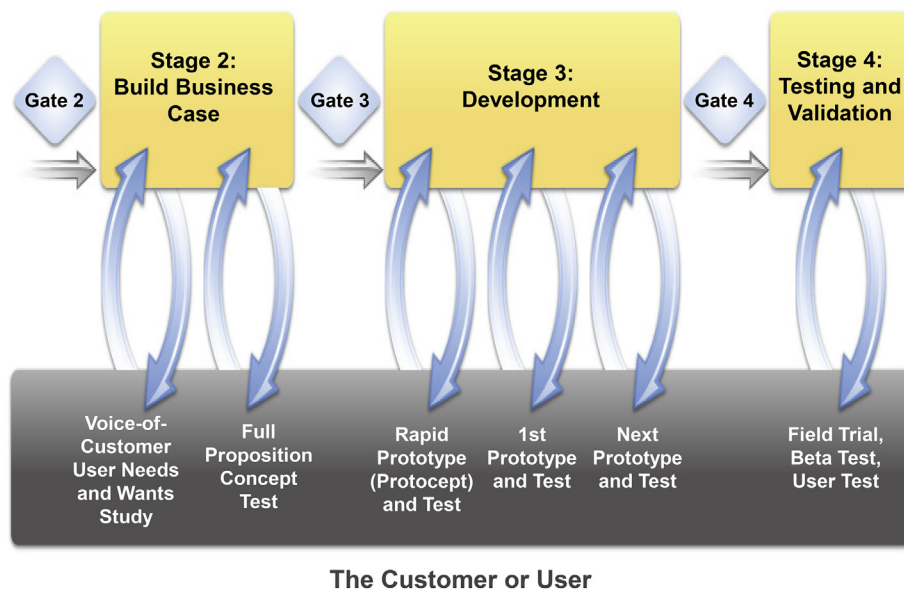 Gate 2
Stage 2:
Build Business
Case
Gate 3
Stage 3:
Development
Gate 4
Stage 4:
Testing and
Validation
Voice-of-
Customer
User Needs
and Wants
Study
Full
Proposition
Concept
Test
Rapid
Prototype
(Protocept)
and Test
1st
Prototype
and Test
Next
Prototype
and Test
Field Trial,
Beta Test,
User Test
The Customer or User